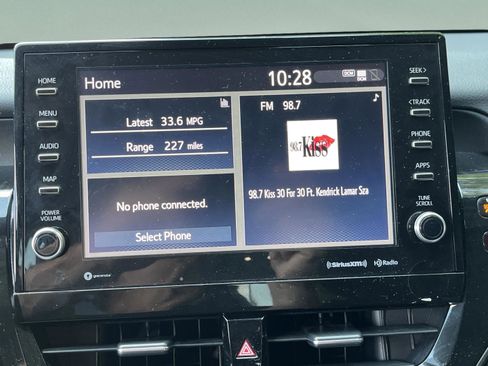 HOME
MENU
AUDIO
MAP
POWER
VOLUME
Home
10:28
DCM
Latest 33.6 MPG
Range 227 miles
No phone connected.
Select Phone
FM 98.7
98.7 Kiss
98.7 Kiss 30 For 30 Ft. Kendrick Lamar Sza
SEEK>
<TRACK
PHONE
APPS
TUNE
SCROLL
gracenote
SiriusXM HD Radio